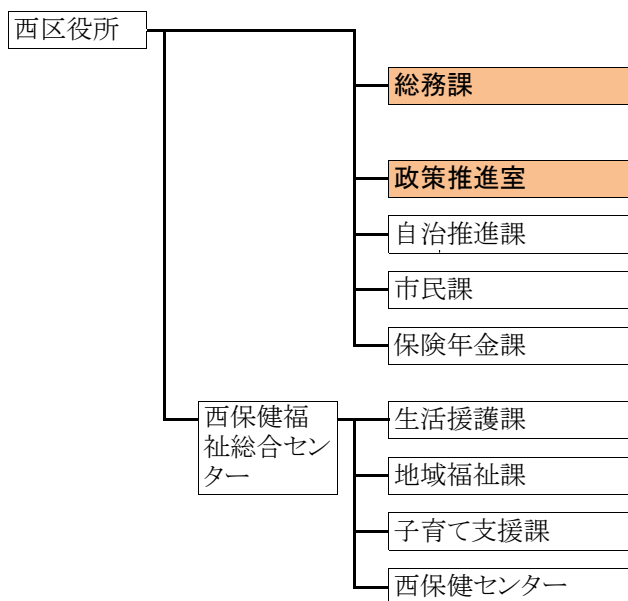 西区役所
総務課
政策推進室
自治推進課
市民課
保険年金課
西保健福
祉総合セン
ター
生活援護課
地域福祉課
子育て支援課
西保健センター